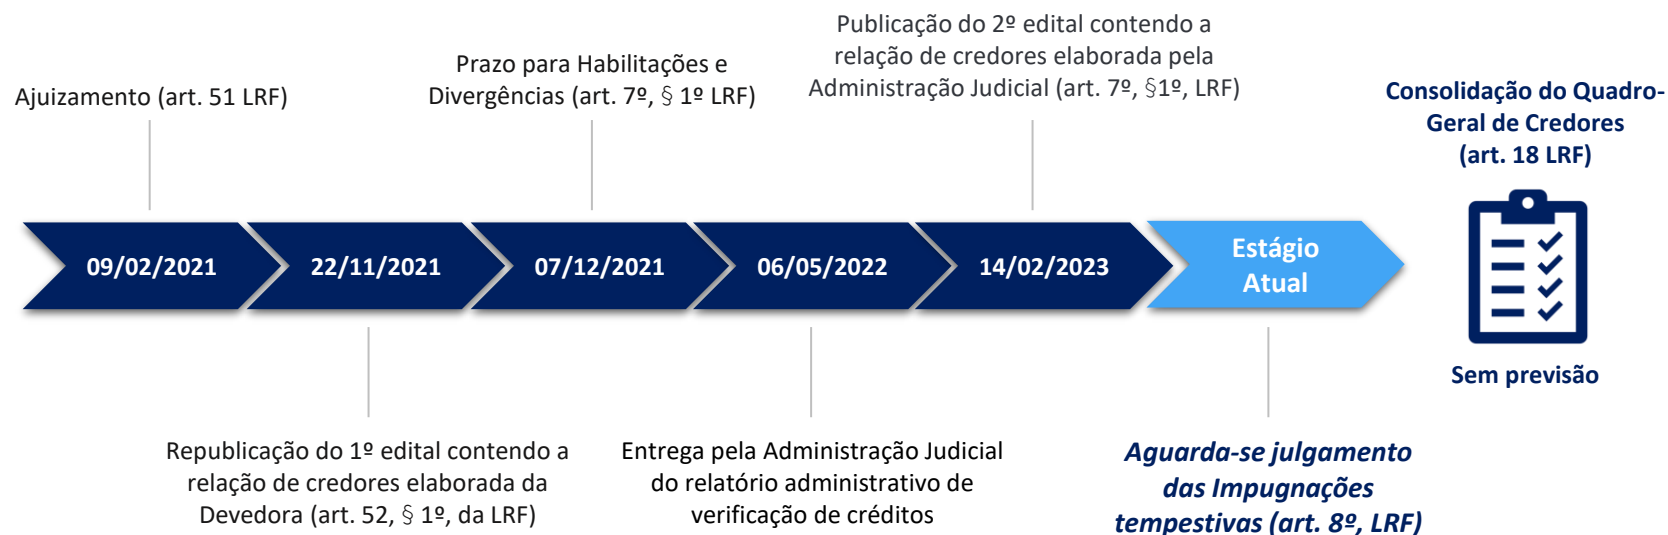 Ajuizamento (art. 51 LRF)
Prazo para Habilitações e
Divergências (art. 7º, § 1º LRF)
Publicação do 2º edital contendo a
relação de credores elaborada pela
Administração Judicial (art. 7º, §1º, LRF)
Consolidação do Quadro-
Geral de Credores
(art. 18 LRF)
09/02/2021
22/11/2021
07/12/2021
06/05/2022
14/02/2023
Estágio
Atual
Sem previsão
Republicação do 1º edital contendo a
relação de credores elaborada da
Devedora (art. 52, § 1º, da LRF)
Entrega pela Administração Judicial
do relatório administrativo de
verificação de créditos
Aguarda-se julgamento
das Impugnações
tempestivas (art. 8º, LRF)